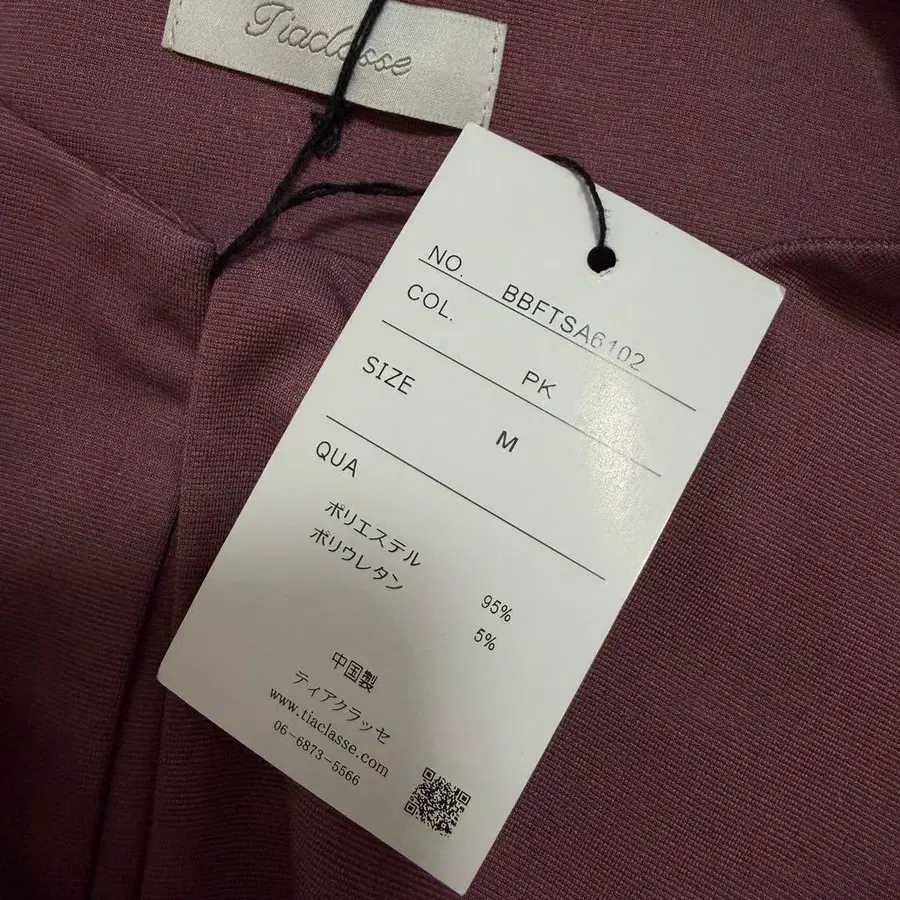 Tiaclasse
NO. BBFTSA6102
COL. PK
SIZE M
QUA
ポリエステル 95%
ポリウレタン 5%
中国製
ティアクラッセ
www.tiaclasse.com
06-6873-5566